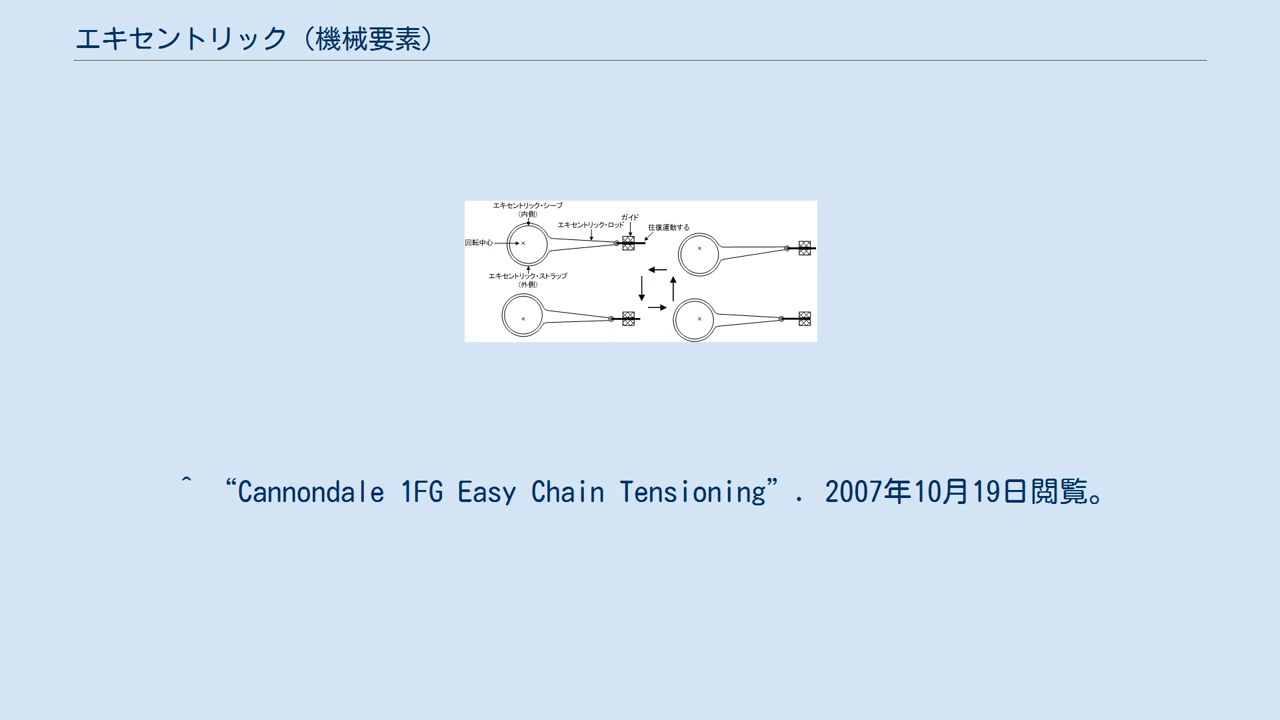 エキセントリック（機械要素）
エキセントリック・シーブ
（内側）
エキセントリック・ロッド
ガイド
往復運動する
回転中心
エキセントリック・ストラップ
（外側）
^ “Cannondale 1FG Easy Chain Tensioning”. 2007年10月19日閲覧。